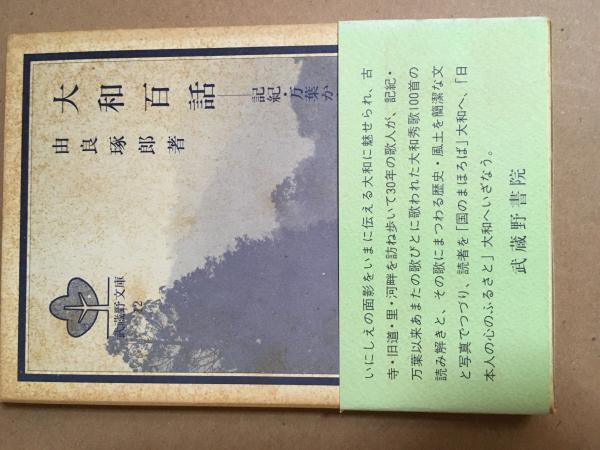 大和百話
——記紀・万葉か
由良琢郎著
武蔵野文庫
12
いにしえの面影をいまに伝える大和に魅せられ、古
寺・旧道・里・河畔を訪ね歩いて30年の歌人が、記紀・
万葉以来あまたの歌びとに歌われた大和秀歌100首の
読み解きと、その歌にまつわる歴史・風土を簡潔な文
と写真でつづり、読者を「国のまほろば」大和へ、「日
本人の心のふるさと」大和へいざなう。
武蔵野書院